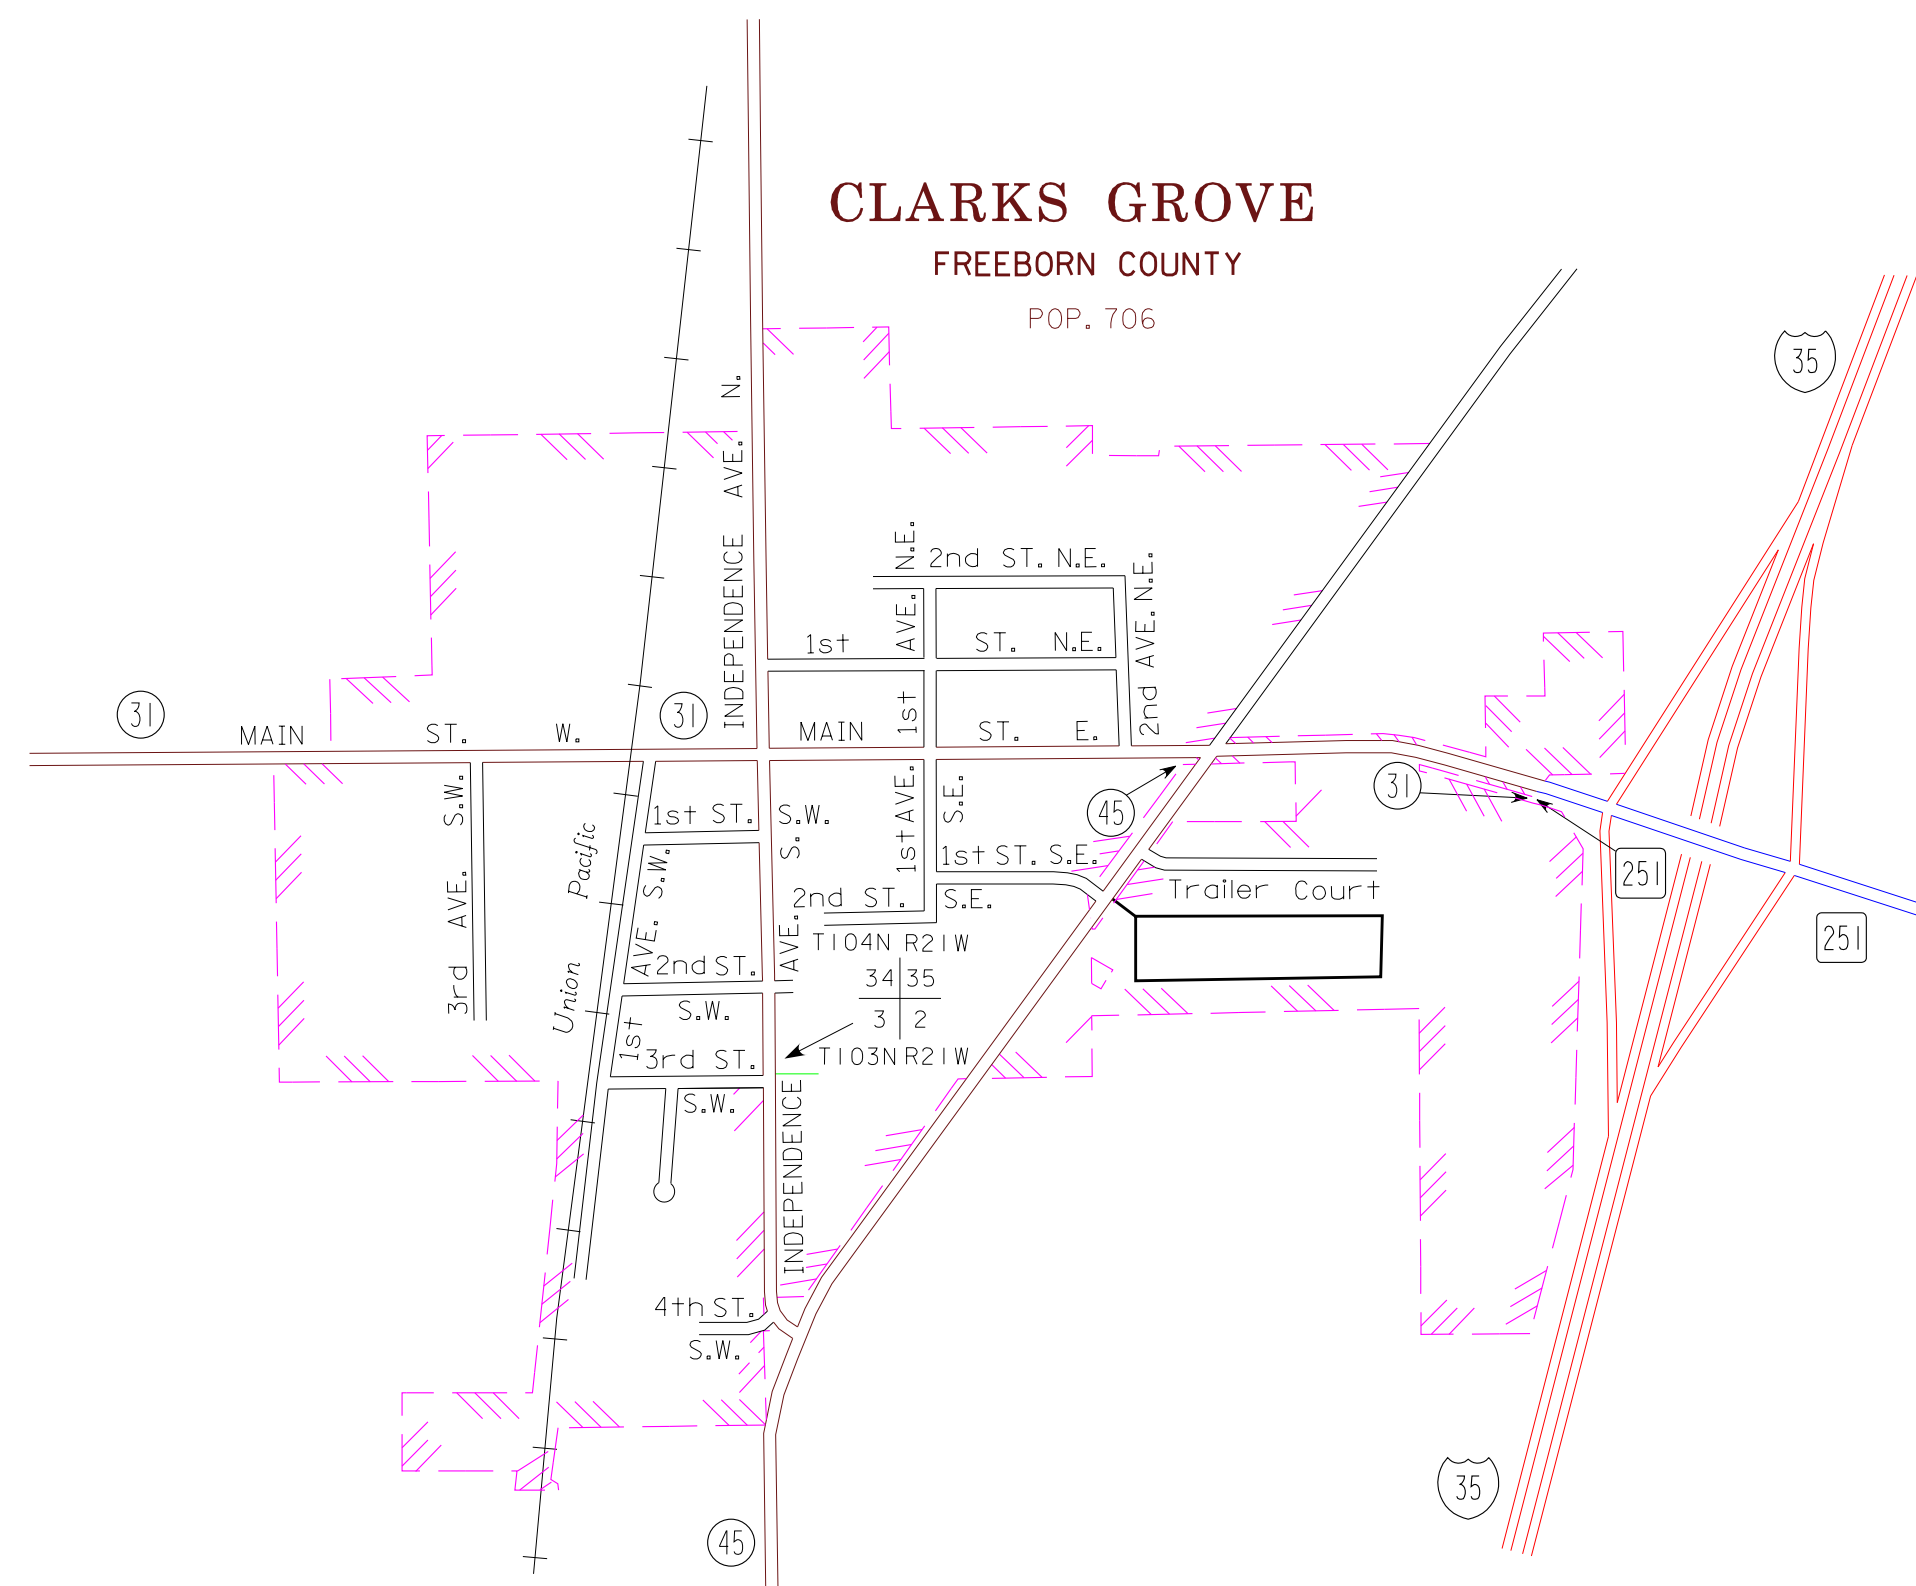 CLARKS GROVE
FREEBORN COUNTY
POP. 706
35
INDEPENDENCE AVE. N.
2nd ST. N.E.
1st AVE. N.E.
2nd AVE. N.E.
1st ST. N.E.
31
31
MAIN ST. W.
MAIN ST. E.
45
31
251
251
3rd AVE. S.W.
1st ST. S.W.
1st AVE. S.E.
1st ST. S.E.
2nd ST. S.E.
Trailer Court
Union Pacific
1st AVE. S.W.
INDEPENDENCE AVE. S.
T104N R21W
34 35
3 2
T103N R21W
2nd ST. S.W.
3rd ST. S.W.
4th ST. S.W.
35
45